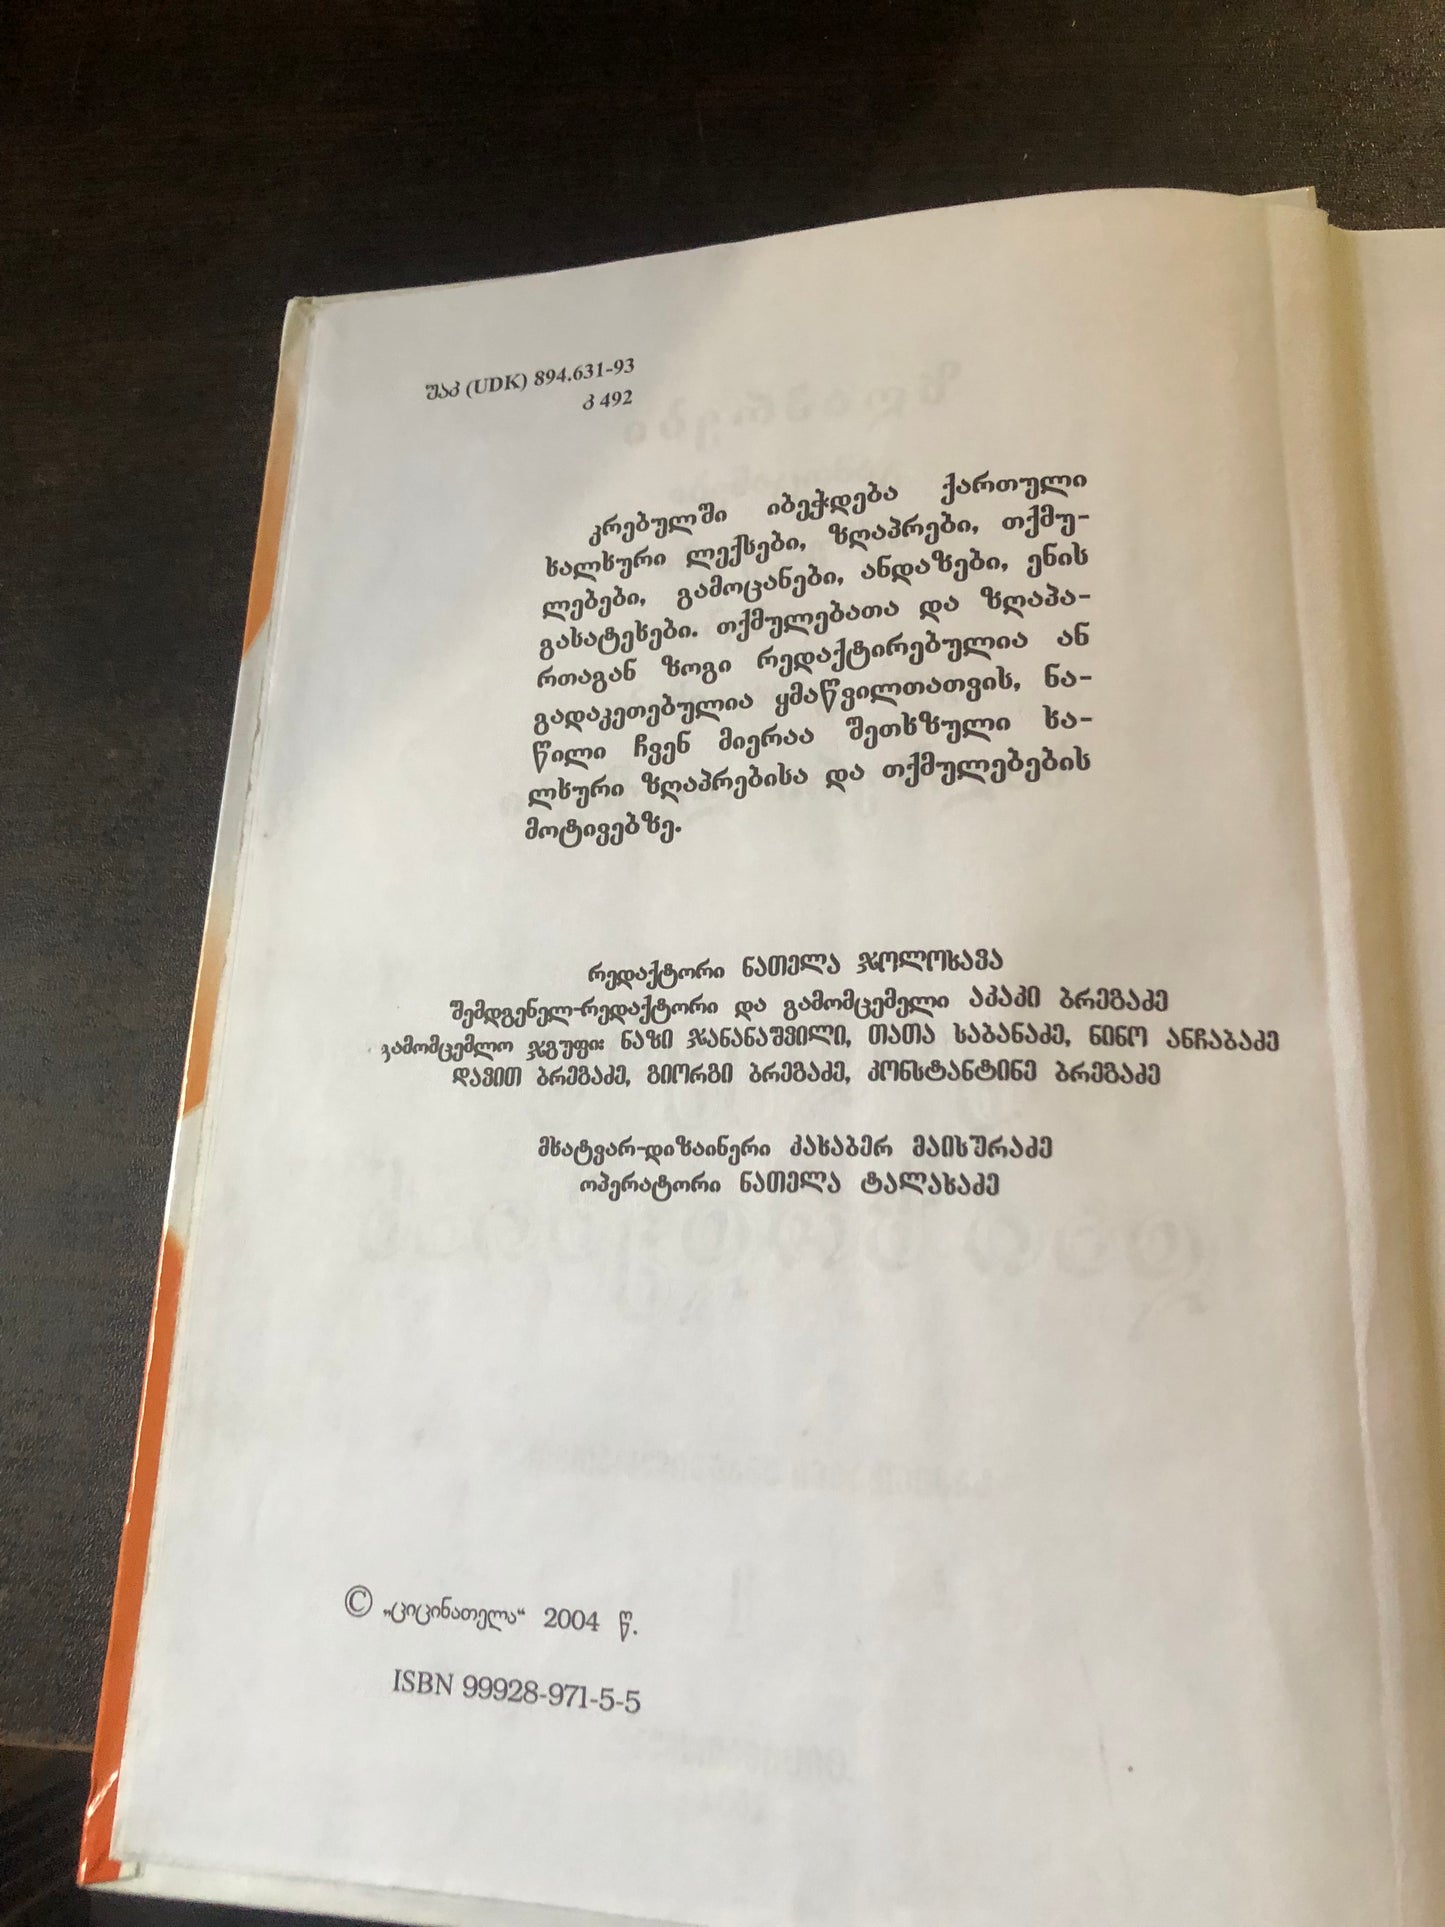 უაკ (UDK) 894.631-93
კ 492
კრებულში იბეჭდება ქართული
ხალხური ლექსები, ზღაპრები, თქმუ-
ლებები, გამოცანები, ანდაზები, ენის
გასატეხები. თქმულებათა და ზღაპა-
რთაგან ზოგი რედაქტირებულია ან
გადაკეთებულია ყმაწვილთათვის, ნა-
წილი ჩვენ მიერაა შეთხზული ხა-
ლხური ზღაპრებისა და თქმულებების
მოტივებზე.
რედაქტორი ნათელა ჯოლოხავა
შემდგენელ-რედაქტორი და გამომცემელი აკაკი ბრეგაძე
გამომცემლო ჯგუფი: ნაზი ჯანანაშვილი, თათა საბანაძე, ნინო ანჩაბაძე
დავით ბრეგაძე, გიორგი ბრეგაძე, კონსტანტინე ბრეგაძე
მხატვარ-დიზაინერი კახაბერ მაისურაძე
ოპერატორი ნათელა ტალახაძე
© „ციცინათელა“ 2004 წ.
ISBN 99928-971-5-5